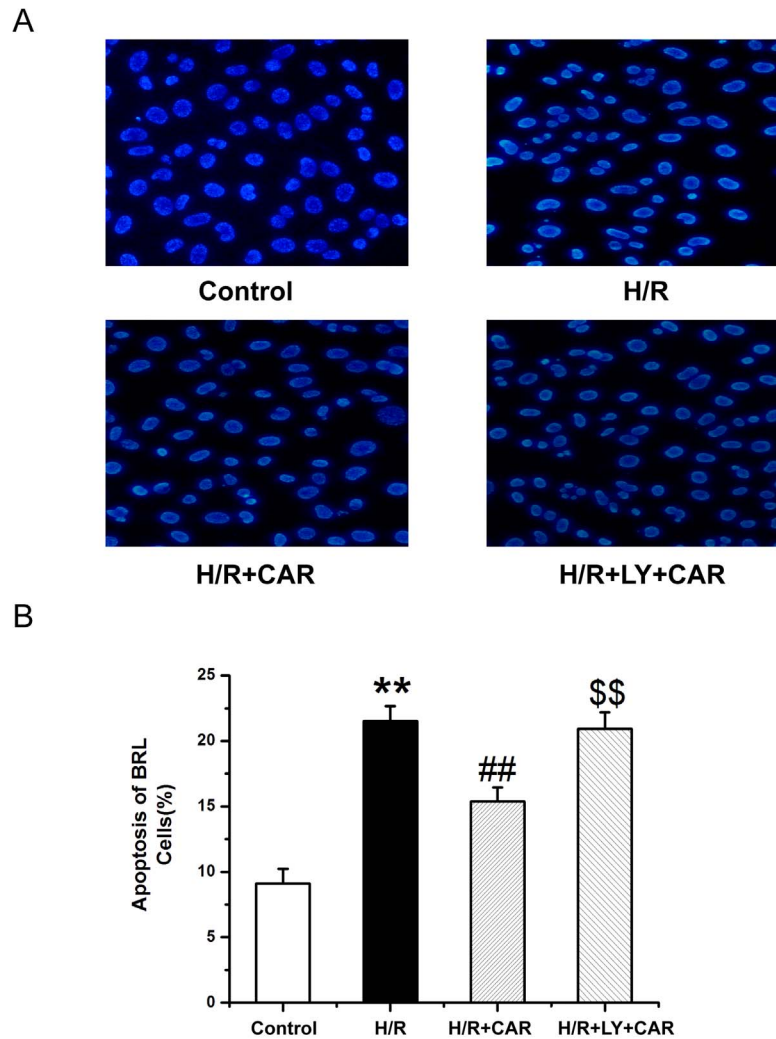 A
Control
H/R
H/R+CAR
H/R+LY+CAR
B
Apoptosis of BRL
Cells(%)
25
20
15
10
5
0
**
##
$$
Control
H/R
H/R+CAR
H/R+LY+CAR